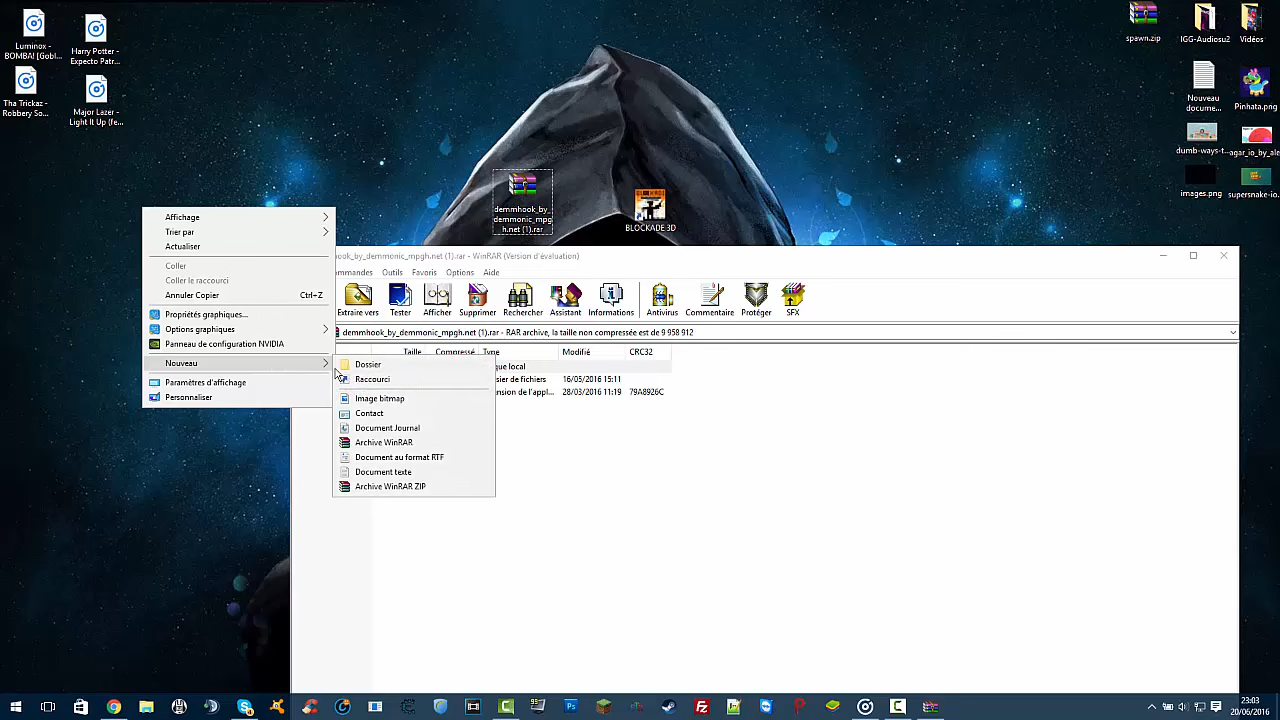 Luminox -
BOMBAI [Gobl...
Harry Potter -
Expecto Patr...
Tha Trickaz -
Robbery So...
Major Lazer -
Light It Up (fe...
spawn.zip
IGG-Audiosu2
Vidéos
Nouveau
docume...
Pinhata.png
dumb-ways-t...
agar_io_by_ale
images.png
supersnake-io.
demmhook_by_
demmonic_mpg
h.net (1).rar
BLOCKADE 3D
Affichage
Trier par
Actualiser
Coller
Coller le raccourci
Annuler Copier Ctrl+Z
Propriétés graphiques...
Options graphiques
Panneau de configuration NVIDIA
Nouveau
Paramètres d'affichage
Personnaliser
Dossier
Raccourci
Image bitmap
Contact
Document Journal
Archive WinRAR
Document au format RTF
Document texte
Archive WinRAR ZIP
hook_by_demmonic_mpgh.net (1).rar - WinRAR (Version d'évaluation)
ommandes Outils Favoris Options Aide
Extraire vers Tester Afficher Supprimer Rechercher Assistant Informations Antivirus Commentaire Protéger SFX
demmhook_by_demmonic_mpgh.net (1).rar - RAR archive, la taille non compressée est de 9 958 912
Taille Compressé Type Modifié CRC32
que local
sier de fichiers 16/05/2016 15:11
ension de l'appl... 28/03/2016 11:19 79A8926C
23:03
20/06/2016